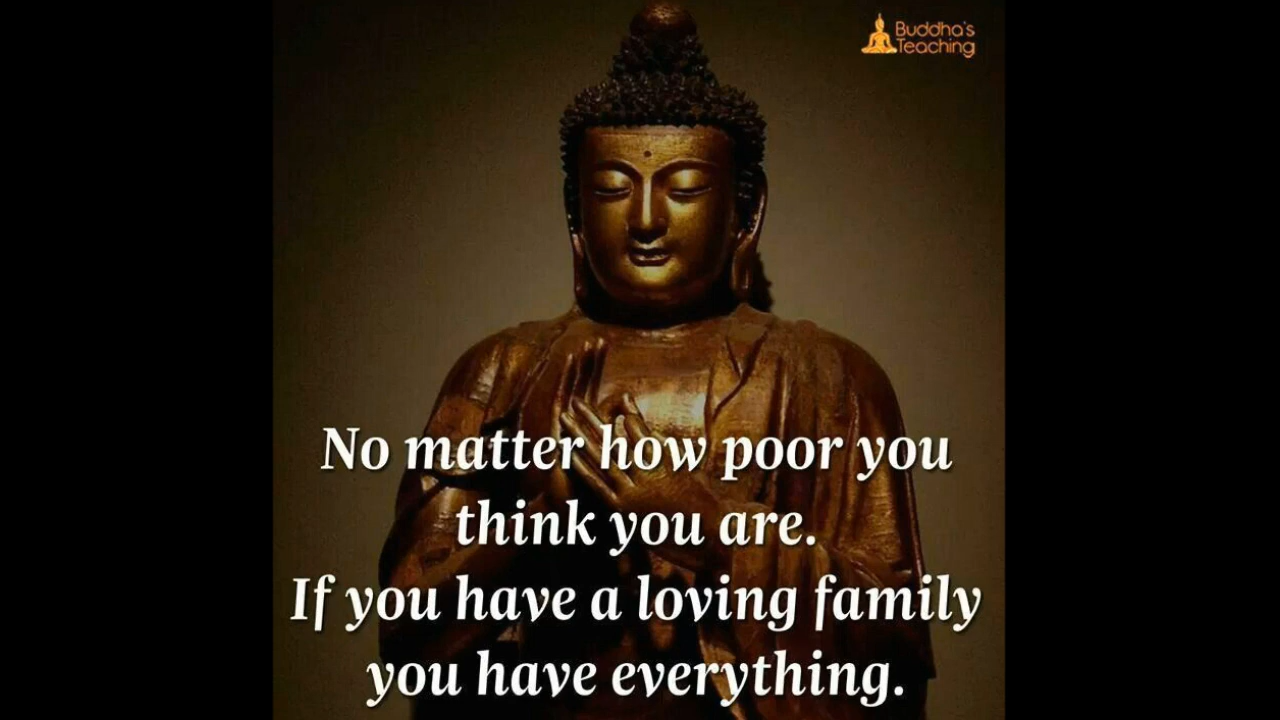 Buddha's
Teaching
No matter how poor you
think you are.
If you have a loving family
you have everything.